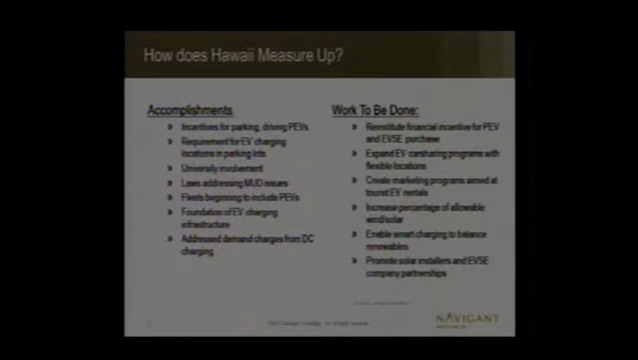 How does Hawaii Measure Up?
Accomplishments
» Incentives for parking, driving PEVs
» Requirement for EV charging
locations in parking lots
» University involvement
» Laws addressing MUD issues
» Fleets beginning to include PEVs
» Foundation of EV charging
infrastructure
» Addressed demand charges from DC
charging
Work To Be Done:
» Reinstitute financial incentive for PEV
and EVSE purchase
» Expand EV carsharing programs with
flexible locations
» Create marketing programs aimed at
tourist EV rentals
» Increase percentage of allowable
wind/solar
» Enable smart charging to balance
renewables
» Promote solar installers and EVSE
company partnerships
NAVIGANT